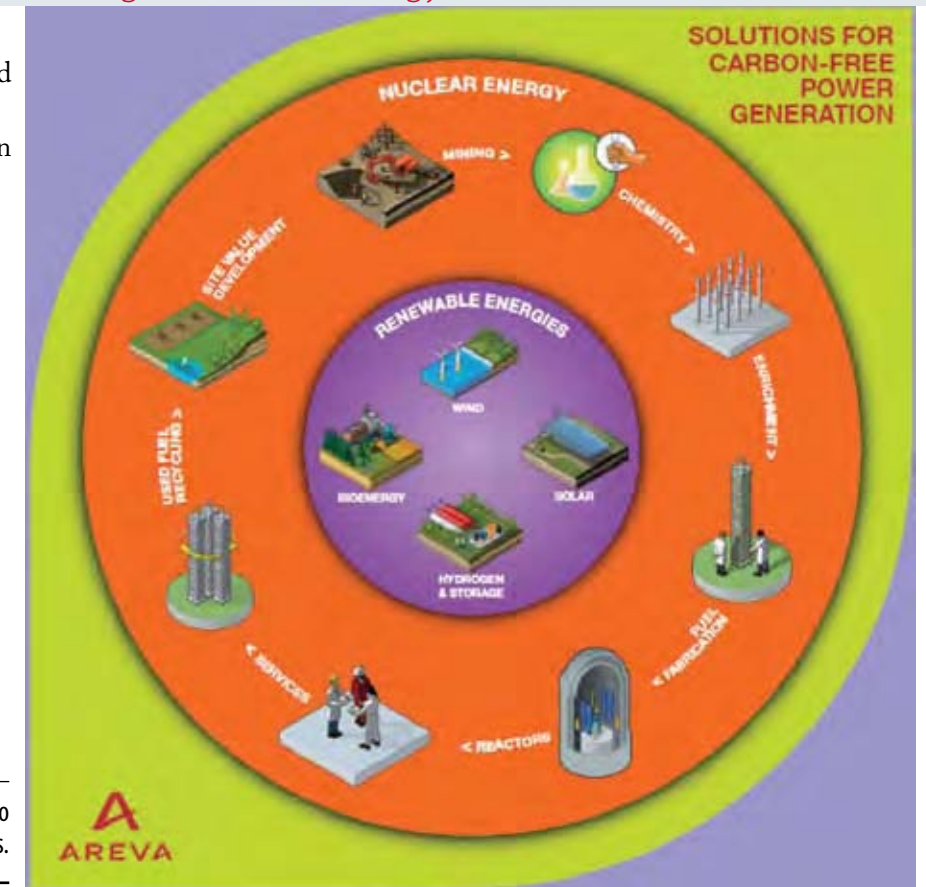 d
n
SOLUTIONS FOR
CARBON-FREE
POWER
GENERATION
NUCLEAR ENERGY
MINING >
CHEMISTRY >
ENRICHMENT >
FUEL
< FABRICATION
< REACTORS
< SERVICES
USED FUEL
RECYCLING >
SITE VALUE
DEVELOPMENT
RENEWABLE ENERGIES
WIND
SOLAR
HYDROGEN
& STORAGE
BIOENERGY
0
s.
A
AREVA